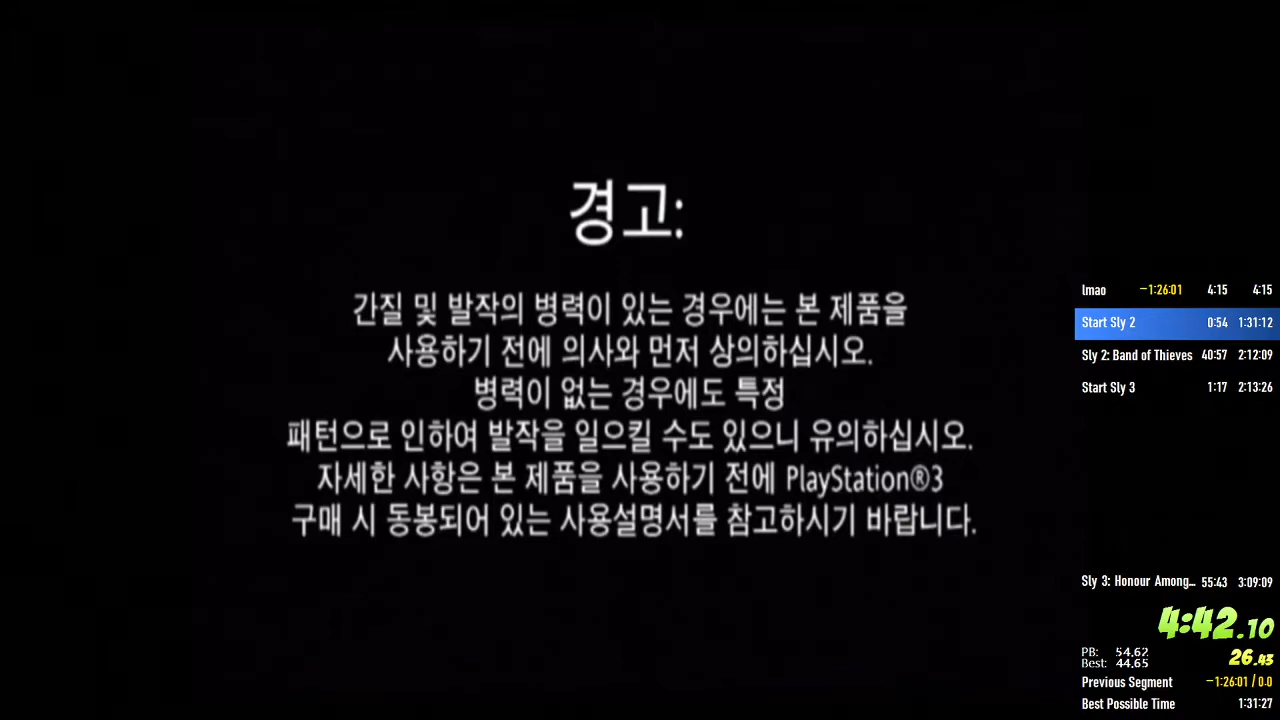 경고:
간질 및 발작의 병력이 있는 경우에는 본 제품을
사용하기 전에 의사와 먼저 상의하십시오.
병력이 없는 경우에도 특정
패턴으로 인하여 발작을 일으킬 수도 있으니 유의하십시오.
자세한 사항은 본 제품을 사용하기 전에 PlayStation®3
구매 시 동봉되어 있는 사용설명서를 참고하시기 바랍니다.
lmao −1:26:01 4:15 4:15
Start Sly 2 0:54 1:31:12
Sly 2: Band of Thieves 40:57 2:12:09
Start Sly 3 1:17 2:13:26
Sly 3: Honour Among... 55:43 3:09:09
4:42.10
PB: 54.62
Best: 44.65
26.43
Previous Segment −1:26:01 / 0.0
Best Possible Time 1:31:27